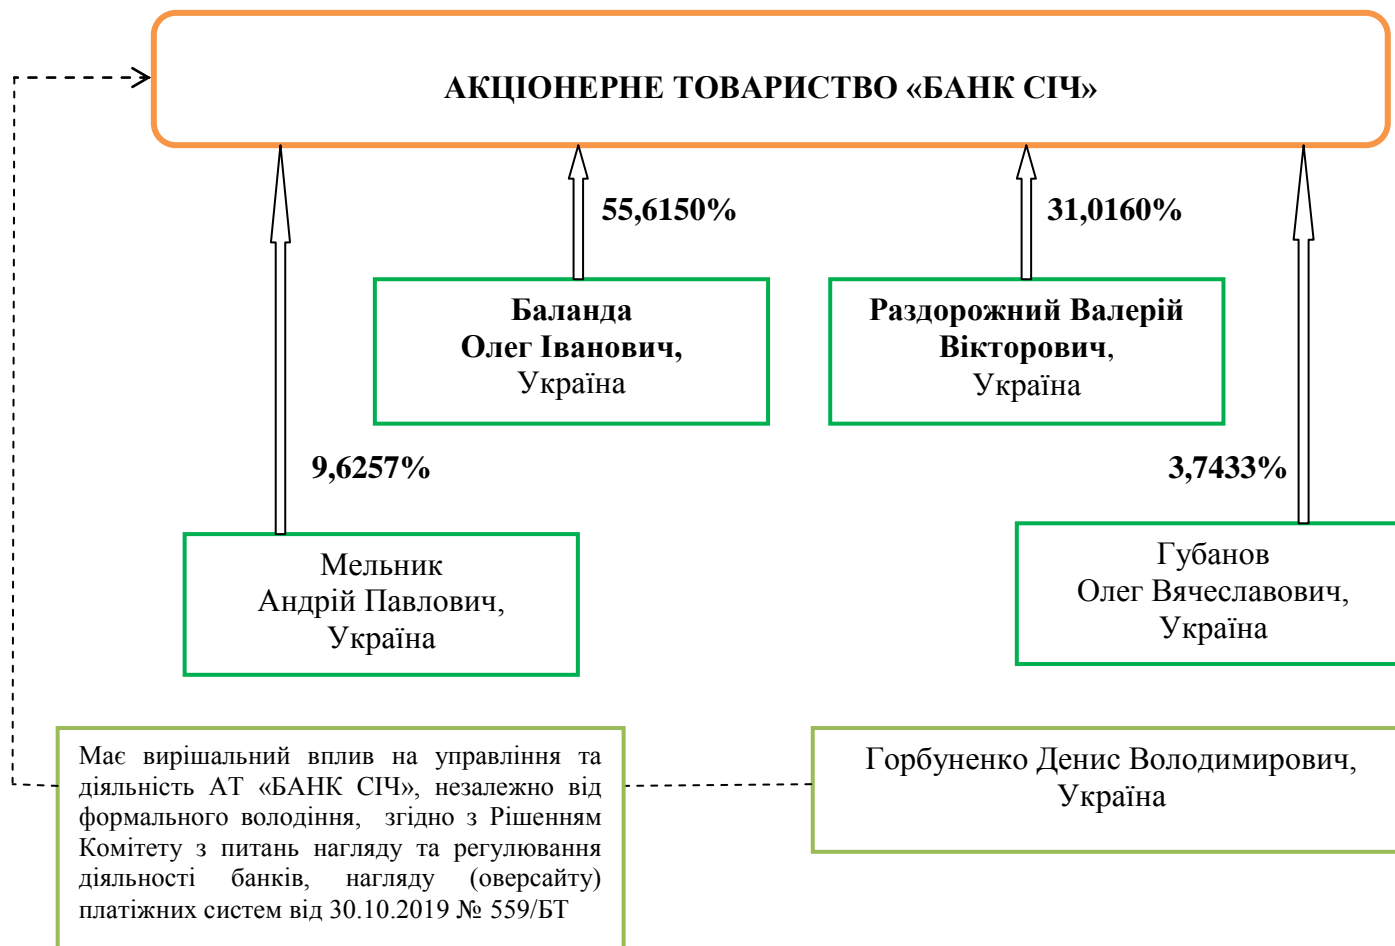 АКЦІОНЕРНЕ ТОВАРИСТВО «БАНК СІЧ»
55,6150%
31,0160%
Баланда
Олег Іванович,
Україна
Раздорожний Валерій
Вікторович,
Україна
9,6257%
3,7433%
Мельник
Андрій Павлович,
Україна
Губанов
Олег Вячеславович,
Україна
Має вирішальний вплив на управління та
діяльність АТ «БАНК СІЧ», незалежно від
формального володіння, згідно з Рішенням
Комітету з питань нагляду та регулювання
діяльності банків, нагляду (оверсайту)
платіжних систем від 30.10.2019 № 559/БТ
Горбуненко Денис Володимирович,
Україна